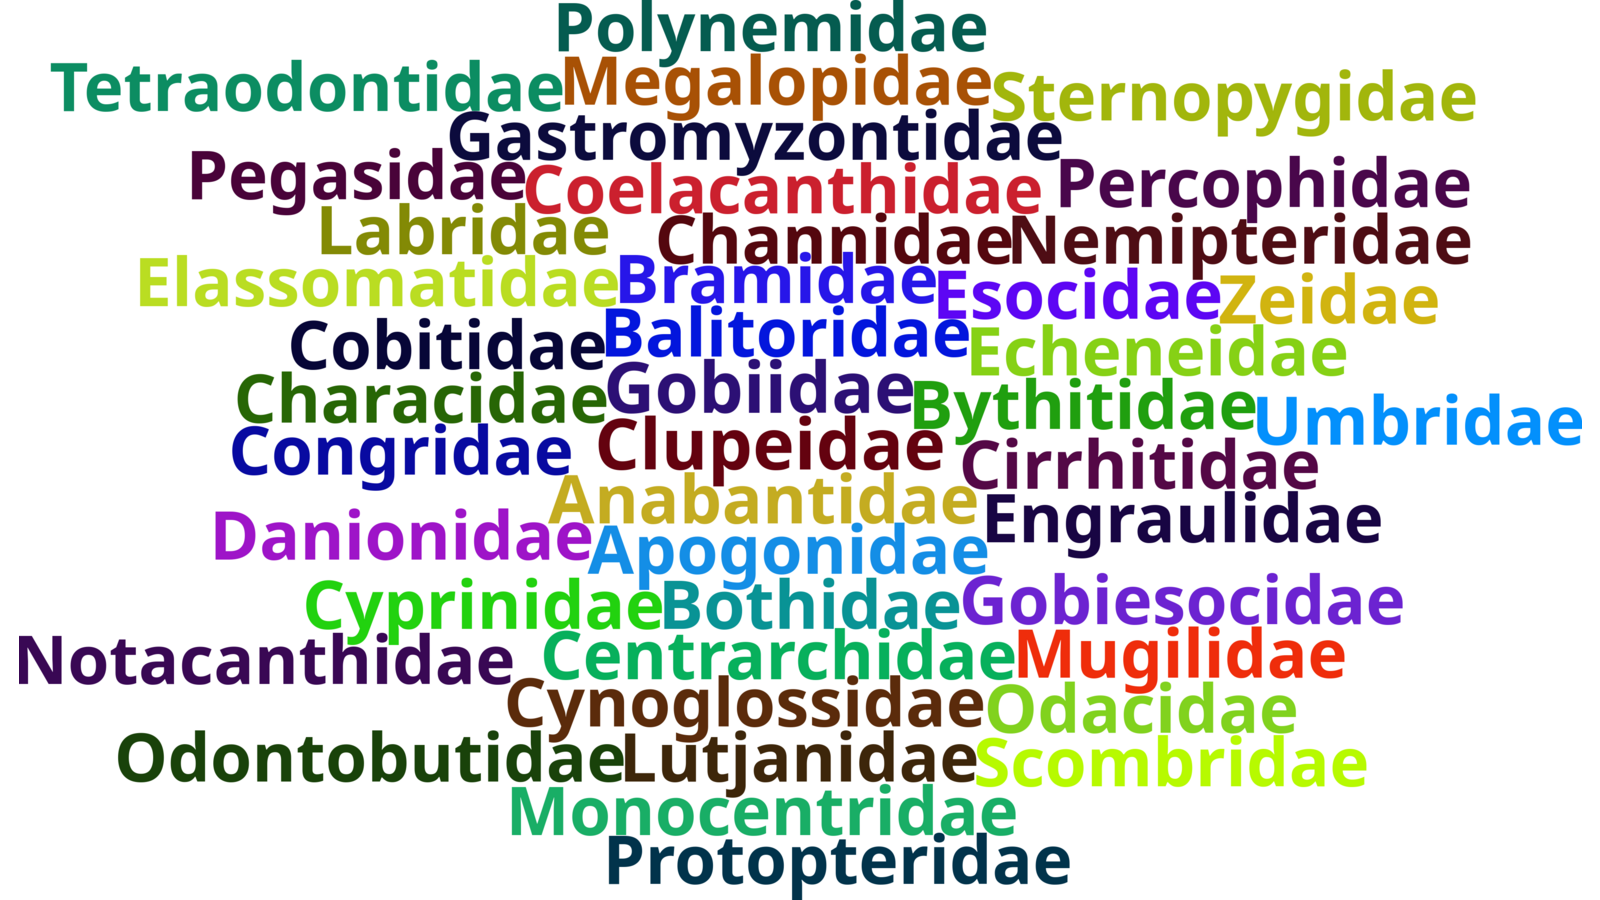 Polynemidae
Tetraodontidae Megalopidae Sternopygidae
Gastromyzontidae
Pegasidae Coelacanthidae Percophidae
Labridae Channidae Nemipteridae
Elassomatidae Bramidae Esocidae Zeidae
Cobitidae Balitoridae Echeneidae
Characidae Gobiidae Bythitidae Umbridae
Congridae Clupeidae Cirrhitidae
Anabantidae Engraulidae
Danionidae Apogonidae
Cyprinidae Bothidae Gobiesocidae
Notacanthidae Centrarchidae Mugilidae
Cynoglossidae Odacidae
Odontobutidae Lutjanidae Scombridae
Monocentridae
Protopteridae